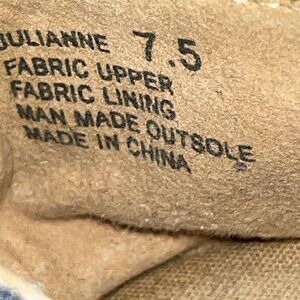 JULIANNE 7.5
FABRIC UPPER
FABRIC LINING
MAN MADE OUTSOLE
MADE IN CHINA